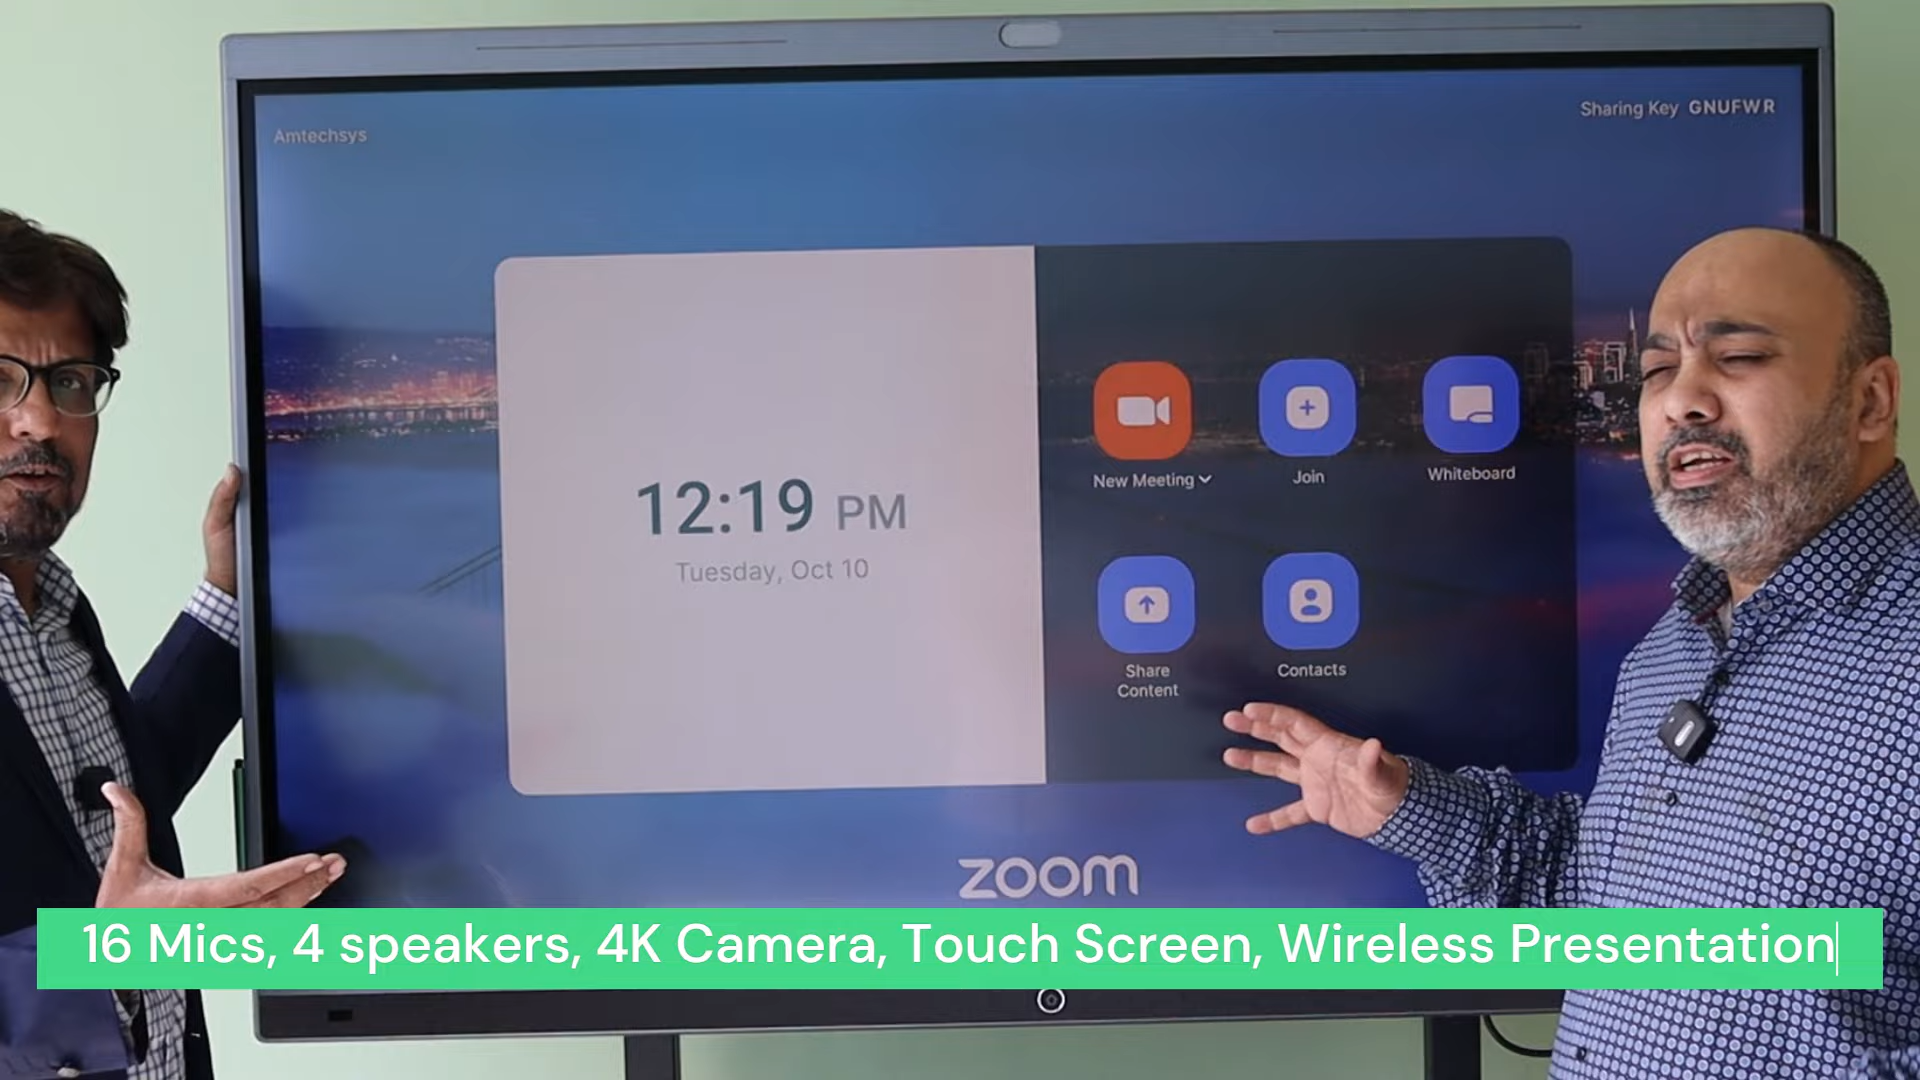 Amtechsys
Sharing Key GNUFWR
12:19 PM
Tuesday, Oct 10
New Meeting
Join
Whiteboard
Share
Content
Contacts
zoom
16 Mics, 4 speakers, 4K Camera, Touch Screen, Wireless Presentation